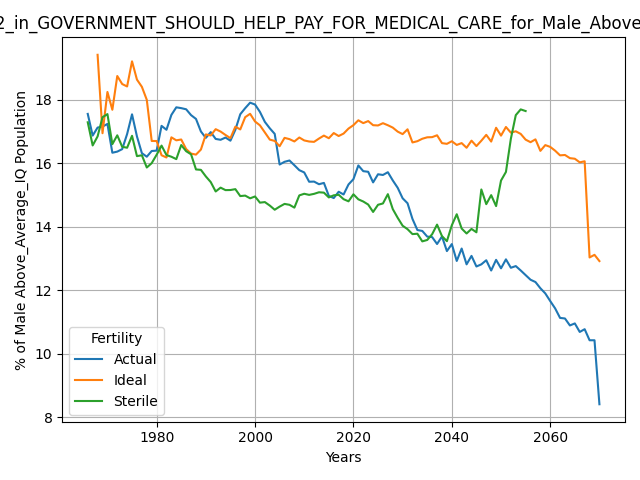 2_in_GOVERNMENT_SHOULD_HELP_PAY_FOR_MEDICAL_CARE_for_Male_Above
% of Male Above_Average_IQ Population
18
16
14
12
10
8
1980
2000
2020
2040
2060
Years
Fertility
Actual
Ideal
Sterile